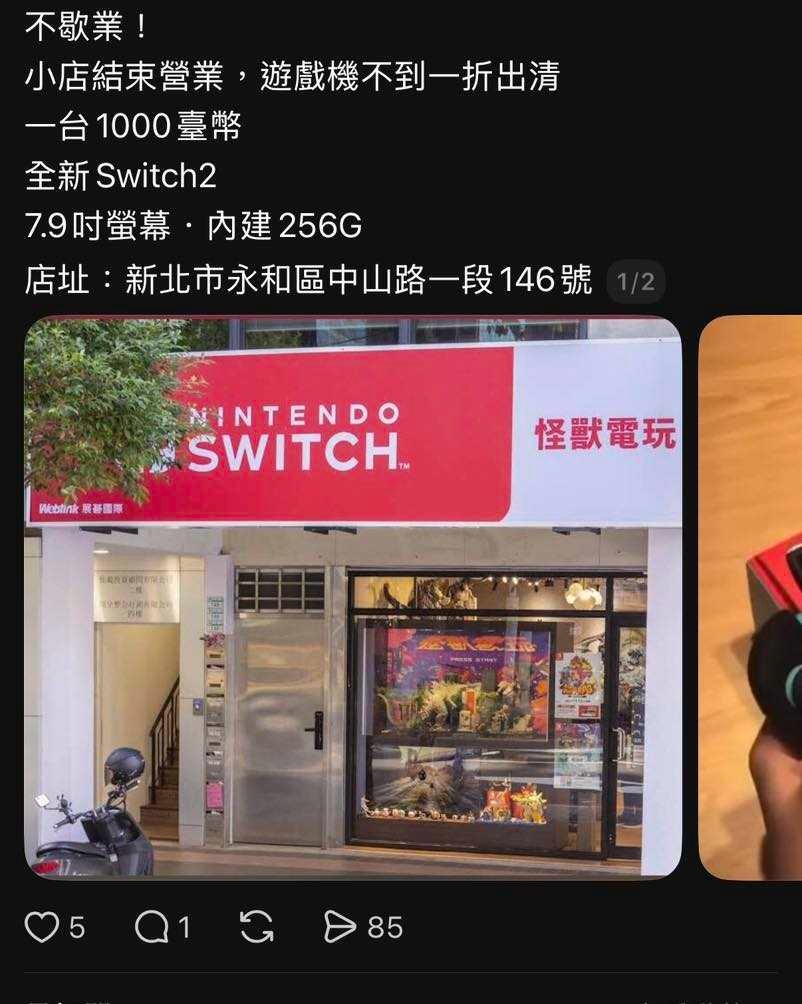 不歇業！
小店結束營業，遊戲機不到一折出清
一台1000臺幣
全新Switch2
7.9吋螢幕・內建256G
店址：新北市永和區中山路一段146號 1/2
NINTENDO
SWITCH™
怪獸電玩
Weblink 展碁國際
PRESS START
5 1 85